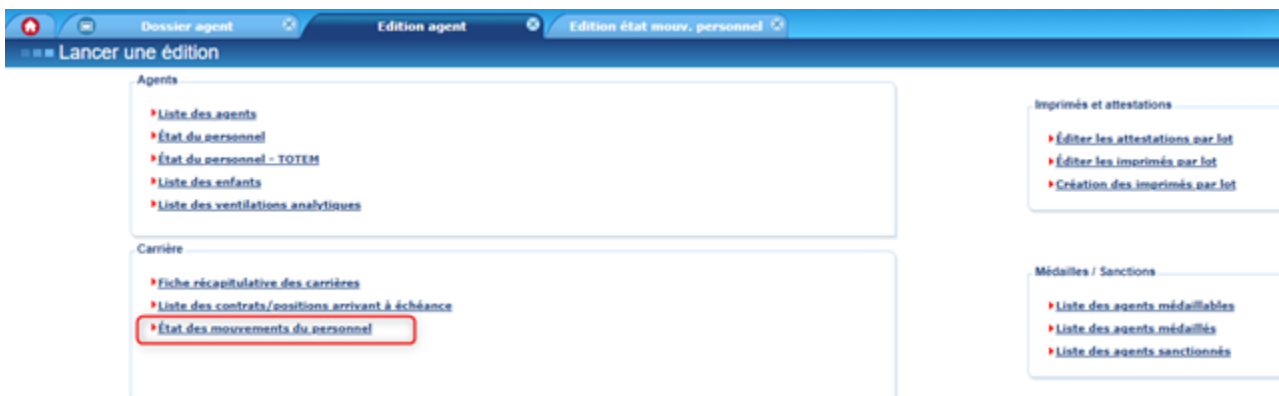 Dossier agent
Edition agent
Edition état mouv. personnel
Lancer une édition
Agents
Liste des agents
État du personnel
État du personnel - TOTEM
Liste des enfants
Liste des ventilations analytiques
Imprimés et attestations
Éditer les attestations par lot
Éditer les imprimés par lot
Création des imprimés par lot
Carrière
Fiche récapitulative des carrières
Liste des contrats/positions arrivant à échéance
État des mouvements du personnel
Médailles / Sanctions
Liste des agents médaillables
Liste des agents médaillés
Liste des agents sanctionnés